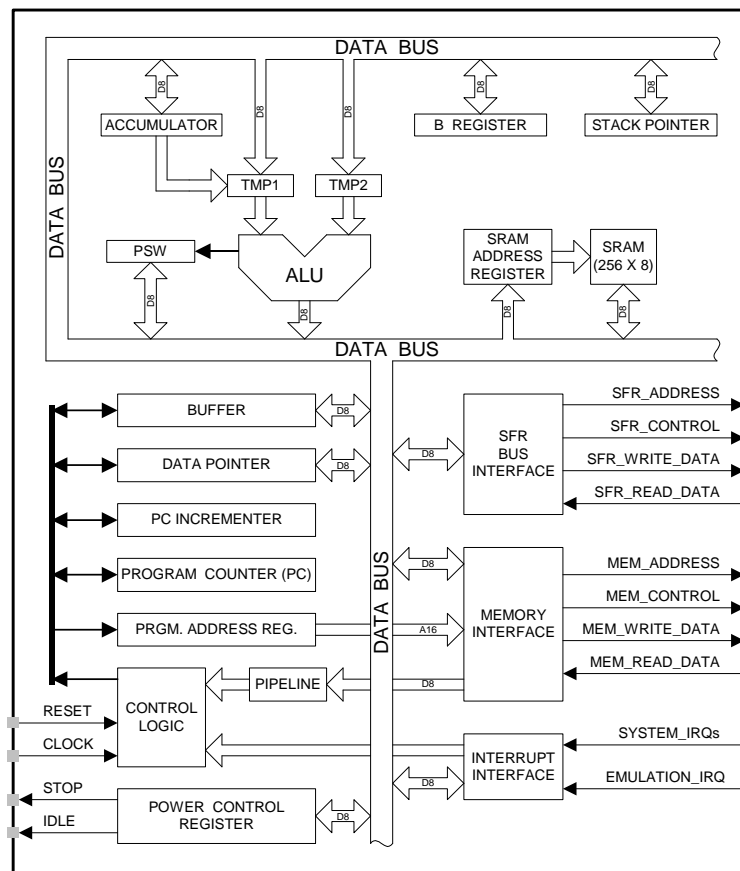 DATA BUS
DATA BUS
D8
D8
D8
D8
D8
ACCUMULATOR
B REGISTER
STACK POINTER
TMP1
TMP2
PSW
ALU
SRAM
ADDRESS
REGISTER
SRAM
(256 X 8)
D8
D8
D8
D8
DATA BUS
BUFFER
D8
DATA POINTER
D8
PC INCREMENTER
PROGRAM COUNTER (PC)
PRGM. ADDRESS REG.
A16
DATA BUS
D8
SFR
BUS
INTERFACE
SFR_ADDRESS
SFR_CONTROL
SFR_WRITE_DATA
SFR_READ_DATA
D8
MEMORY
INTERFACE
MEM_ADDRESS
MEM_CONTROL
MEM_WRITE_DATA
MEM_READ_DATA
RESET
CLOCK
CONTROL
LOGIC
PIPELINE
D8
INTERRUPT
INTERFACE
D8
SYSTEM_IRQs
EMULATION_IRQ
STOP
IDLE
POWER CONTROL
REGISTER
D8